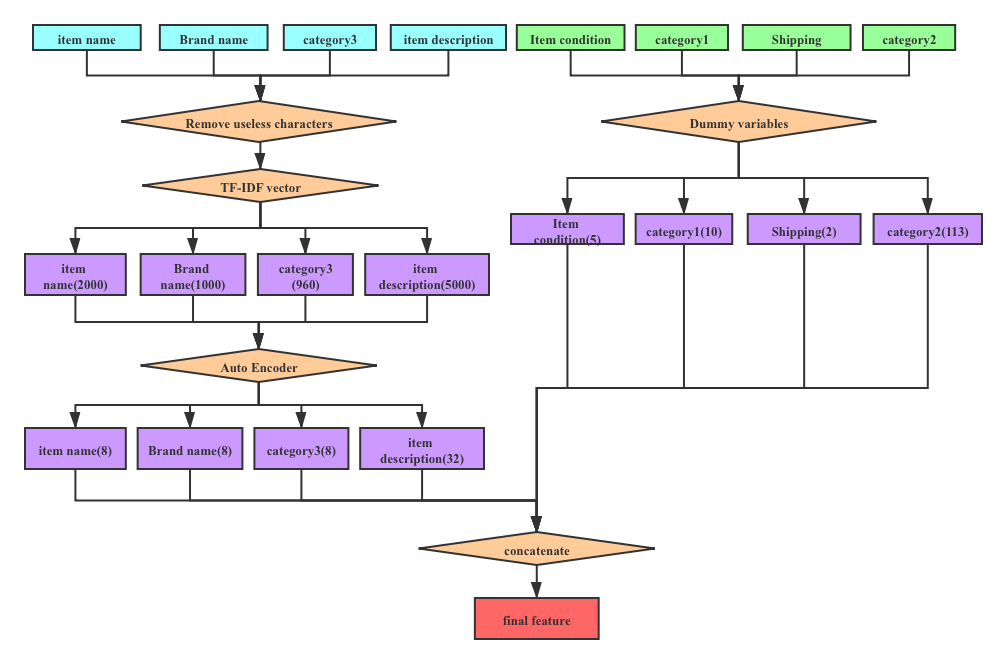 item name
Brand name
category3
item description
Item condition
category1
Shipping
category2
Remove useless characters
Dummy variables
TF-IDF vector
Item
condition(5)
category1(10)
Shipping(2)
category2(113)
item
name(2000)
Brand
name(1000)
category3
(960)
item
description(5000)
Auto Encoder
item name(8)
Brand name(8)
category3(8)
item
description(32)
concatenate
final feature